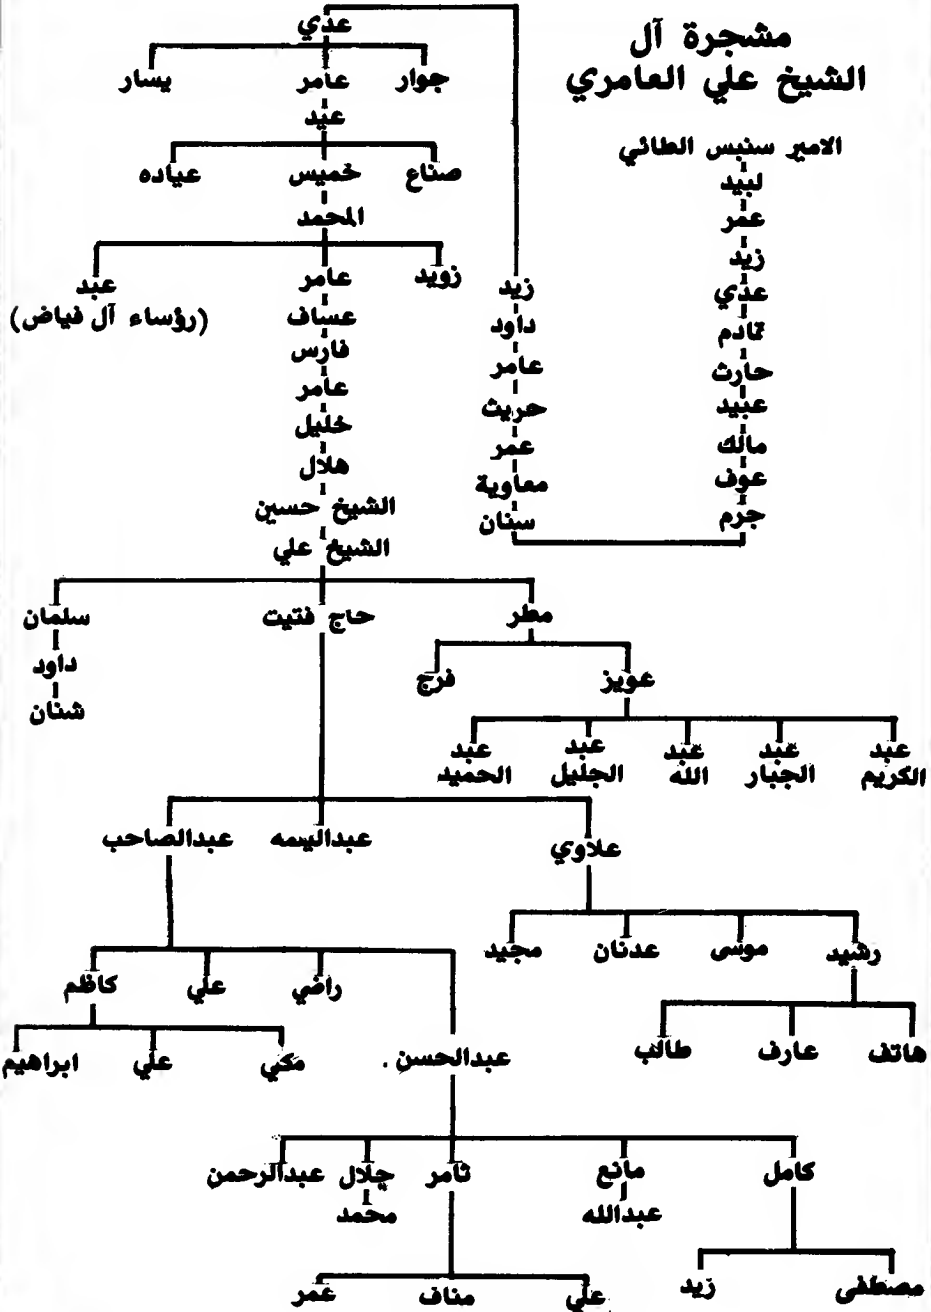 مشجرة آل
الشيخ علي العامري
الامير سنبس الطائي
لبيد
عمر
زيد
عدي
تمادم
حارث
عبيد
مالك
عوف
جرم
زيد
داود
عامر
حريث
عمر
معاوية
سنان
عدي
جوار
عامر
يسار
عيد
صناع
خميس
عياده
المحمد
زويد
عامر
عبد
(رؤساء آل فياض)
عساف
فارس
عامر
خليل
هلال
الشيخ حسين
الشيخ علي
مطر
حاج فتيت
سلمان
داود
شنان
عويز
فرج
عبد الكريم
عبد الجبار
عبد الله
عبد الجليل
عبد الحميد
علاوي
عبداليمه
عبدالصاحب
رشيد
موسى
عدنان
مجيد
هاتف
عارف
طالب
راضي
علي
كاظم
عبدالحسن
مكي
علي
ابراهيم
كامل
مانع
ثامر
جلال
عبدالرحمن
عبدالله
محمد
مصطفى
زيد
علي
مناف
عمر